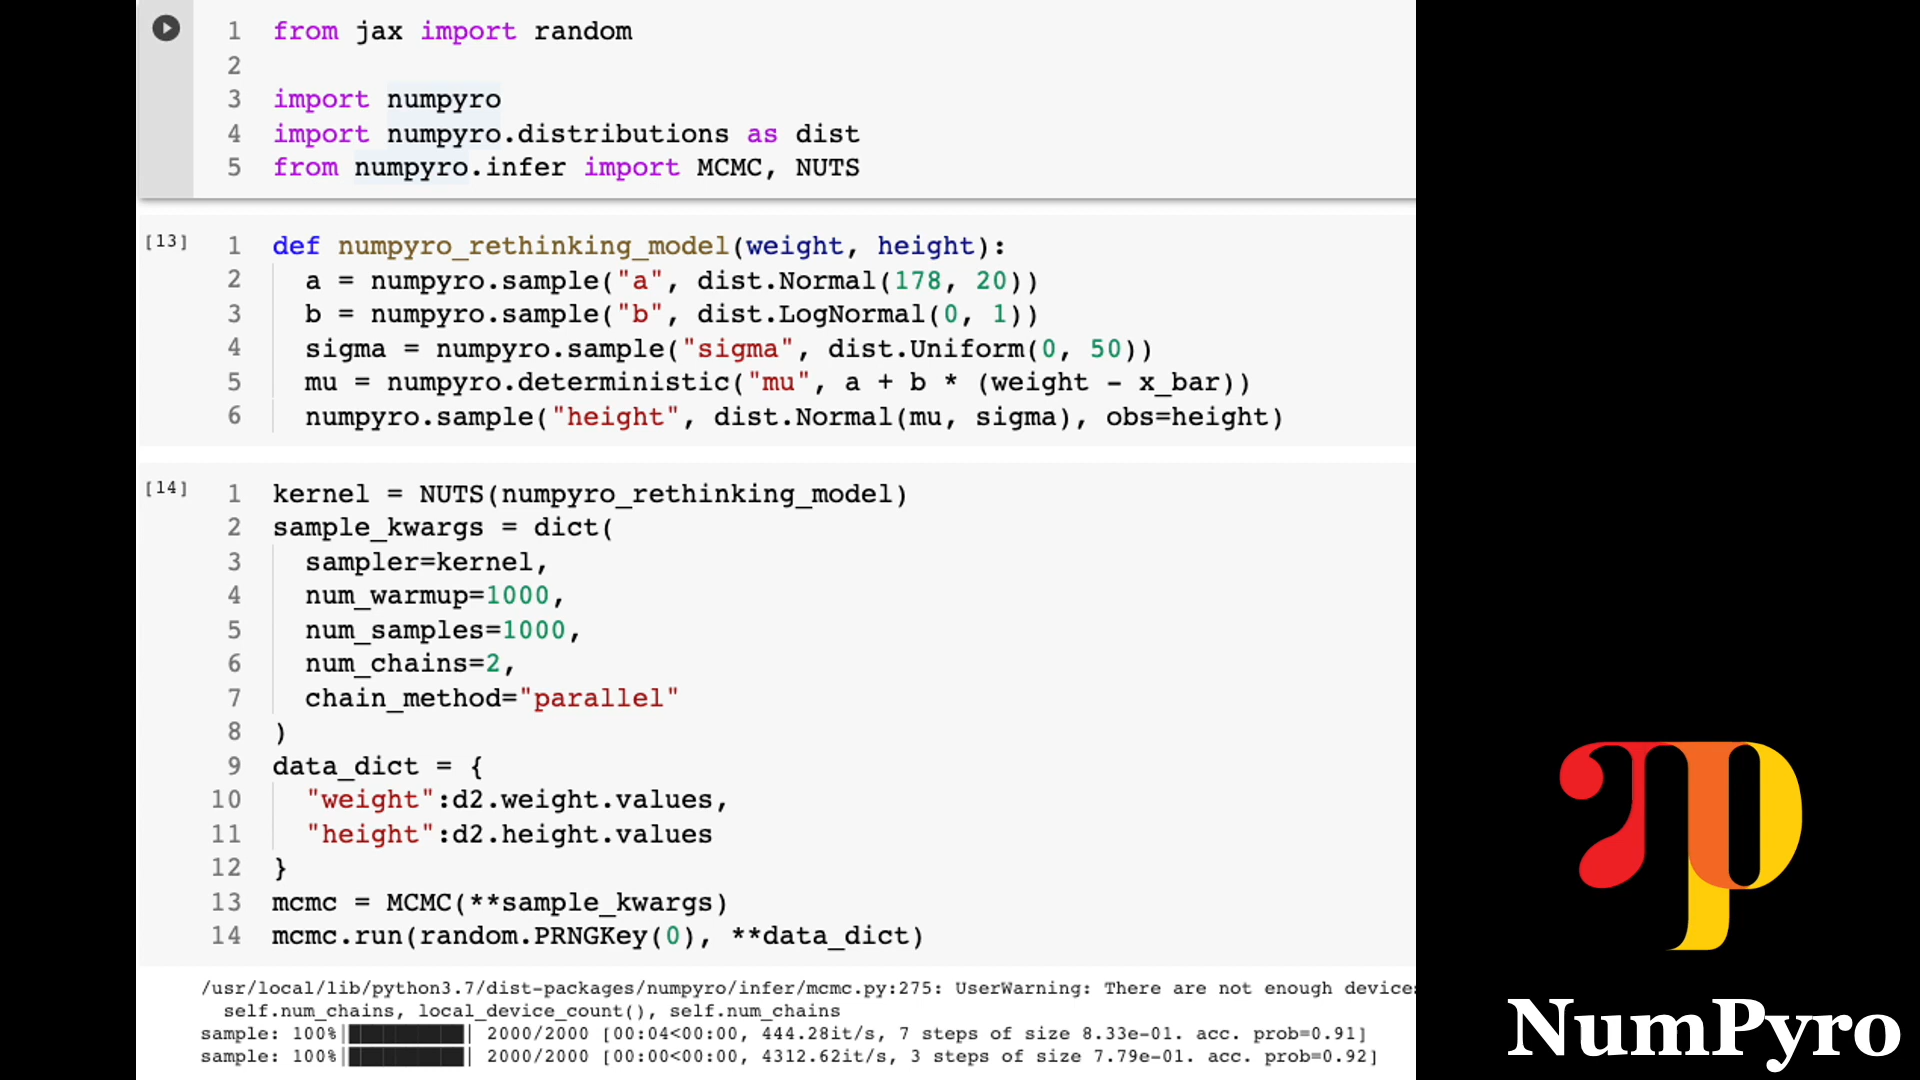 1 from jax import random
2
3 import numpyro
4 import numpyro.distributions as dist
5 from numpyro.infer import MCMC, NUTS
[13] 1 def numpyro_rethinking_model(weight, height):
2 a = numpyro.sample("a", dist.Normal(178, 20))
3 b = numpyro.sample("b", dist.LogNormal(0, 1))
4 sigma = numpyro.sample("sigma", dist.Uniform(0, 50))
5 mu = numpyro.deterministic("mu", a + b * (weight - x_bar))
6 numpyro.sample("height", dist.Normal(mu, sigma), obs=height)
[14] 1 kernel = NUTS(numpyro_rethinking_model)
2 sample_kwargs = dict(
3 sampler=kernel,
4 num_warmup=1000,
5 num_samples=1000,
6 num_chains=2,
7 chain_method="parallel"
8 )
9 data_dict = {
10 "weight":d2.weight.values,
11 "height":d2.height.values
12 }
13 mcmc = MCMC(**sample_kwargs)
14 mcmc.run(random.PRNGKey(0), **data_dict)
/usr/local/lib/python3.7/dist-packages/numpyro/infer/mcmc.py:275: UserWarning: There are not enough devices
self.num_chains, local_device_count(), self.num_chains
sample: 100%|██████████| 2000/2000 [00:04<00:00, 444.28it/s, 7 steps of size 8.33e-01. acc. prob=0.91]
sample: 100%|██████████| 2000/2000 [00:00<00:00, 4312.62it/s, 3 steps of size 7.79e-01. acc. prob=0.92]
NumPyro